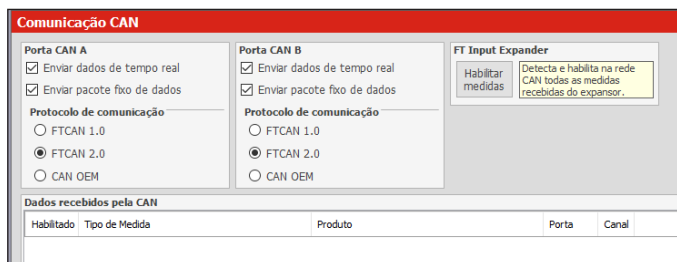 Comunicação CAN
Porta CAN A
Enviar dados de tempo real
Enviar pacote fixo de dados
Protocolo de comunicação
FTCAN 1.0
FTCAN 2.0
CAN OEM
Porta CAN B
Enviar dados de tempo real
Enviar pacote fixo de dados
Protocolo de comunicação
FTCAN 1.0
FTCAN 2.0
CAN OEM
FT Input Expander
Habilitar
medidas
Detecta e habilita na rede
CAN todas as medidas
recebidas do expansor.
Dados recebidos pela CAN
Habilitado Tipo de Medida Produto Porta Canal